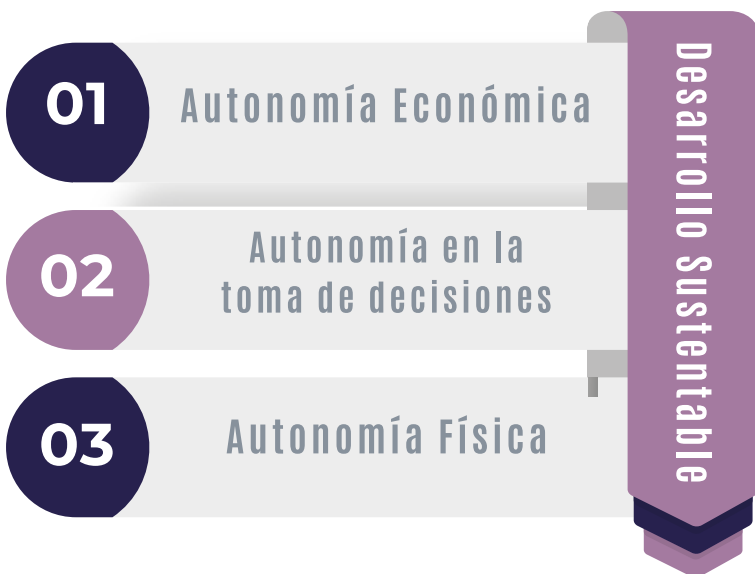 01
Autonomía Económica
02
Autonomía en la
toma de decisiones
03
Autonomía Física
Desarrollo Sustentable